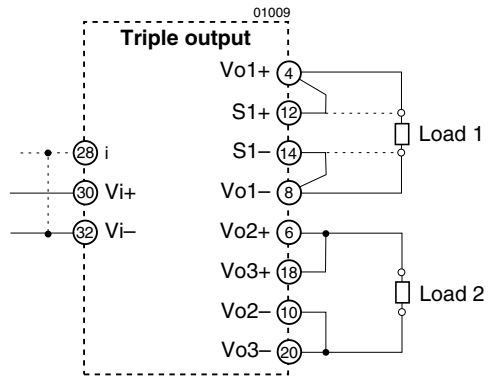 01009
Triple output
Vo1+ 4
S1+ 12
Load 1
28 i
S1– 14
30 Vi+
Vo1– 8
32 Vi–
Vo2+ 6
Vo3+ 18
Load 2
Vo2– 10
Vo3– 20